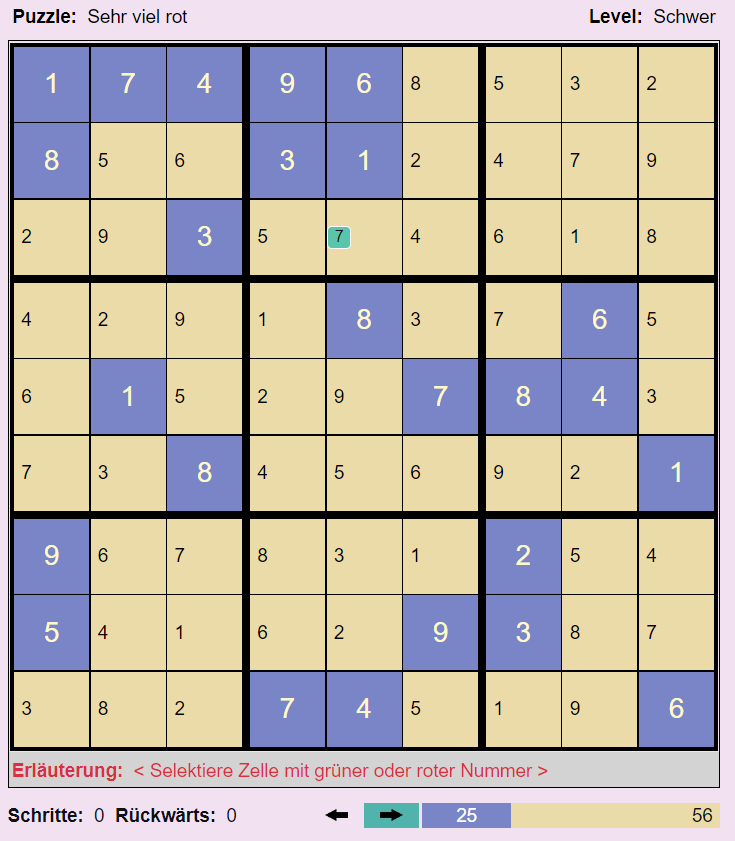 Puzzle: Sehr viel rot Level: Schwer
1 7 4 9 6 8 5 3 2
8 5 6 3 1 2 4 7 9
2 9 3 5 7 4 6 1 8
4 2 9 1 8 3 7 6 5
6 1 5 2 9 7 8 4 3
7 3 8 4 5 6 9 2 1
9 6 7 8 3 1 2 5 4
5 4 1 6 2 9 3 8 7
3 8 2 7 4 5 1 9 6
Erläuterung: < Selektiere Zelle mit grüner oder roter Nummer >
Schritte: 0 Rückwärts: 0 25 56